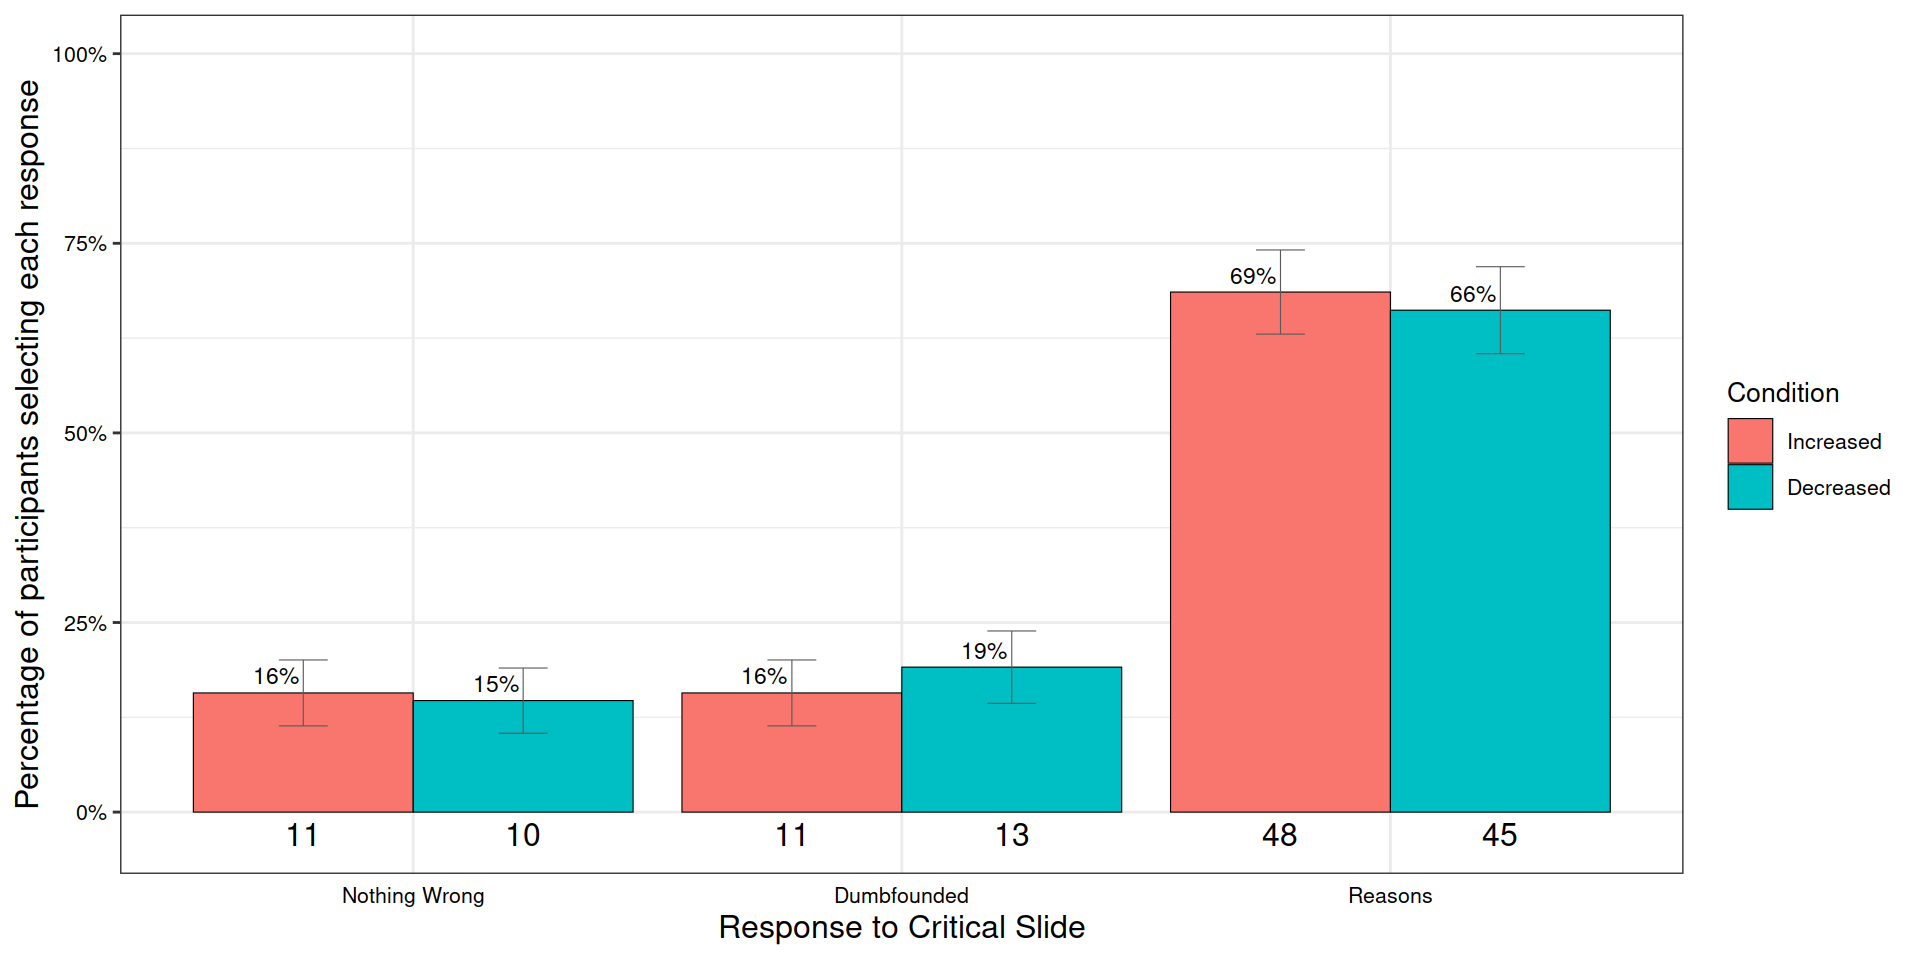 Percentage of participants selecting each response
100%
75%
50%
25%
0%
16%
15%
16%
19%
69%
66%
11
10
11
13
48
45
Nothing Wrong
Dumbfounded
Reasons
Response to Critical Slide
Condition
Increased
Decreased